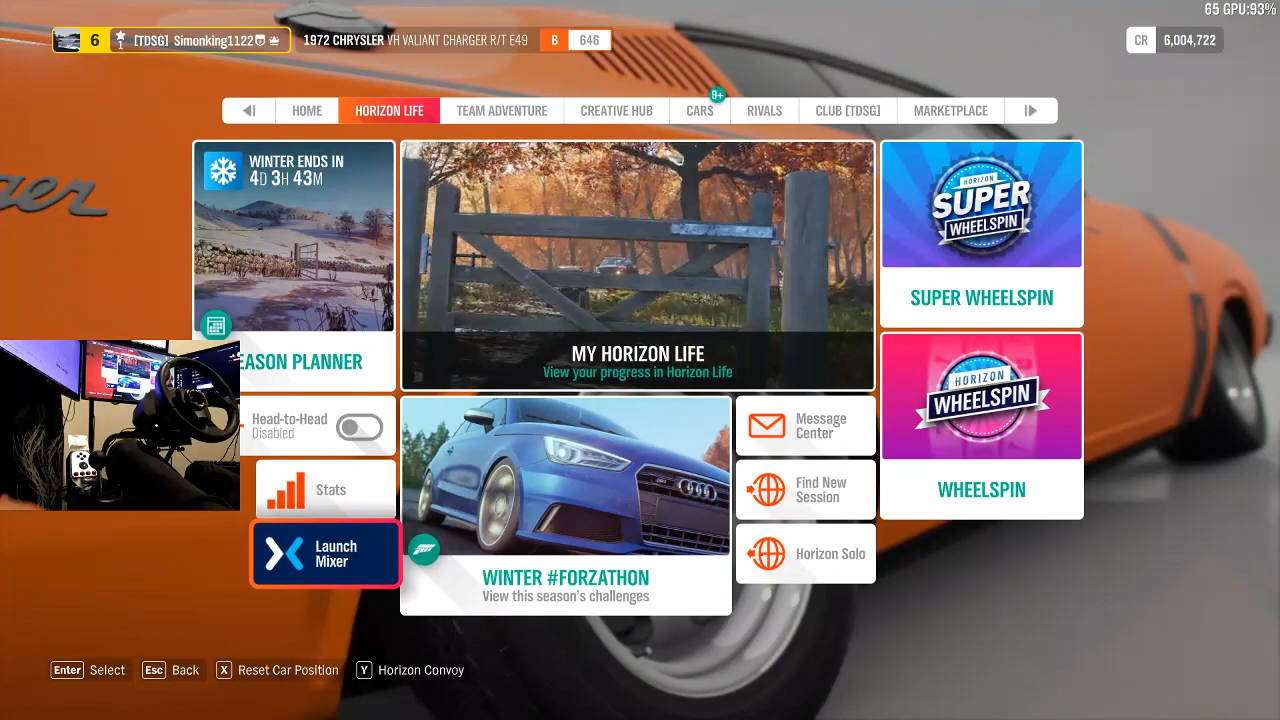 65 GPU:93%
6 1 [TDSG] Simonking1122 1972 CHRYSLER VH VALIANT CHARGER R/T E49 B 646 CR 6,004,722
9+
HOME HORIZON LIFE TEAM ADVENTURE CREATIVE HUB CARS RIVALS CLUB [TDSG] MARKETPLACE
WINTER ENDS IN
4D 3H 43M
ger
EASON PLANNER
Head-to-Head
Disabled
Stats
Launch
Mixer
MY HORIZON LIFE
View your progress in Horizon Life
WINTER #FORZATHON
View this season's challenges
Message
Center
Find New
Session
Horizon Solo
HORIZON
SUPER
WHEELSPIN
SUPER WHEELSPIN
HORIZON
WHEELSPIN
WHEELSPIN
Enter Select Esc Back X Reset Car Position Y Horizon Convoy